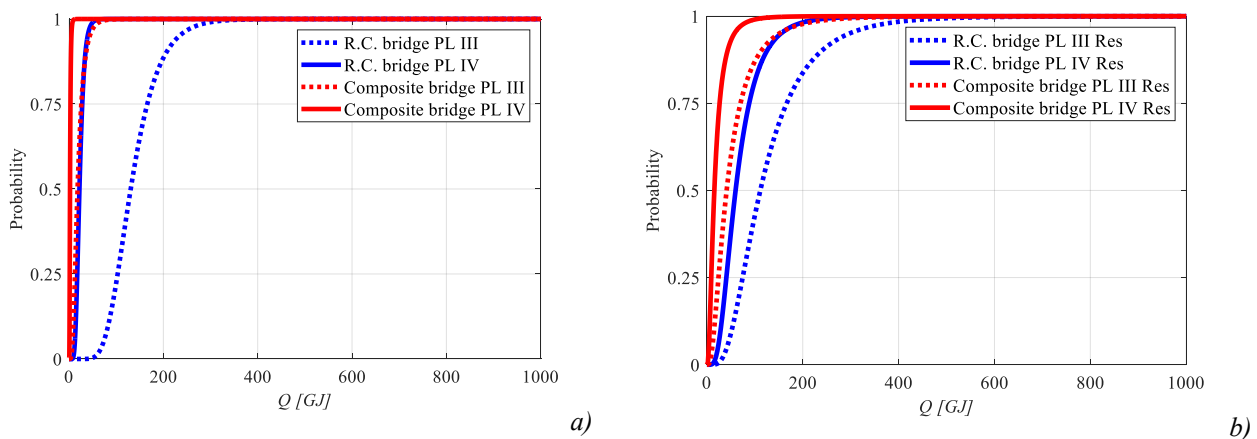 1
0.75
0.5
0.25
0
Probability
0
200
400
600
800
1000
Q [GJ]
R.C. bridge PL III
R.C. bridge PL IV
Composite bridge PL III
Composite bridge PL IV
a)
1
0.75
0.5
0.25
0
Probability
0
200
400
600
800
1000
Q [GJ]
R.C. bridge PL III Res
R.C. bridge PL IV Res
Composite bridge PL III Res
Composite bridge PL IV Res
b)